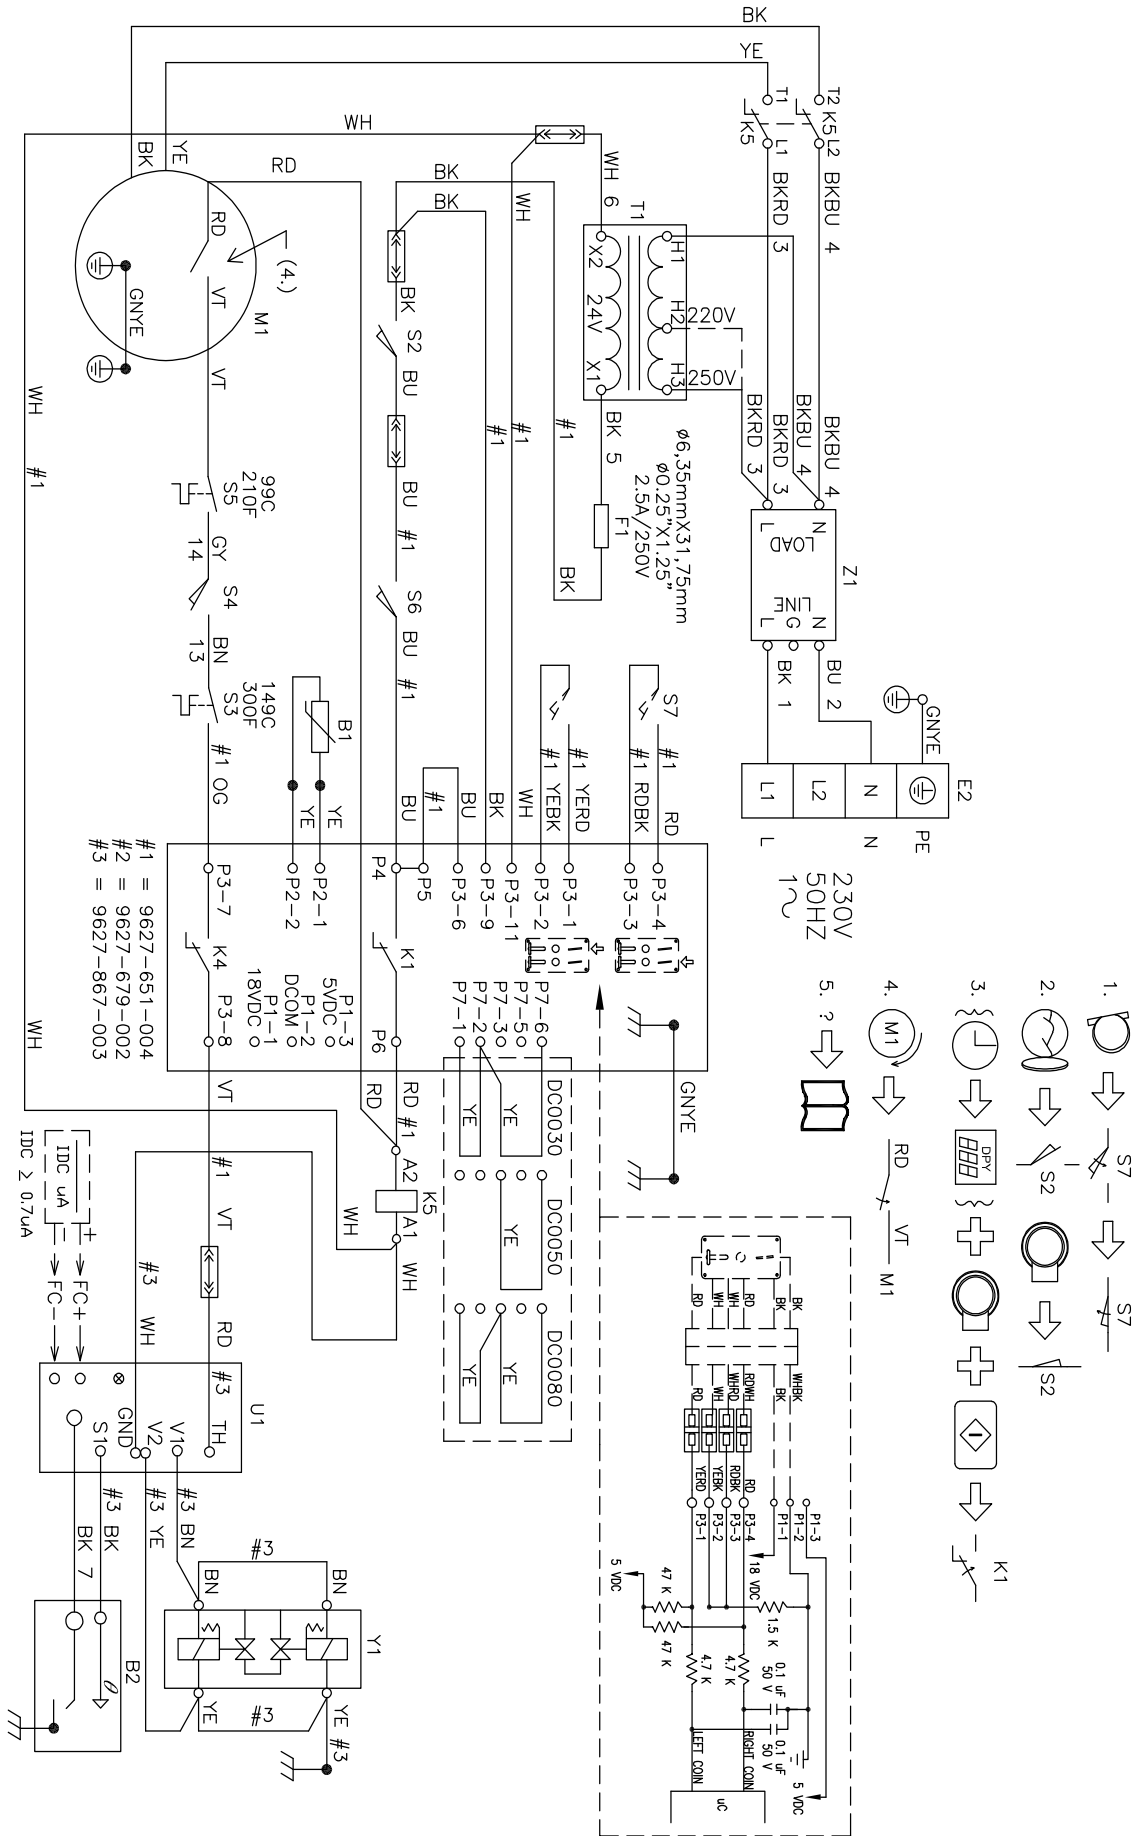 BK
YE
T2
K5
L2
BKBU 4
BKBU 4
T1
K5
L1
BKRD 3
BKBU 4
BKRD 3
BKRD 3
N
L
LOAD
Z1
LINE
N
G
L
BU 2
BK 1
GNYE
E2
L1
L2
N
PE
N
L
230V
50HZ
1~
WH
WH 6
T1
H1
H2
H3
220V
250V
X2
24V
X1
BK 5
F1
ø6,35mmX31,75mm
ø0.25"X1.25"
2.5A/250V
BK
BK
YE
RD
BK
BK
WH
RD
VT
(4.)
GNYE
M1
VT
BK
S2
BU
BU #1
S6
BU #1
BU
#1
#1
#1
WH
#1
99C
210F
S5
GY
14
S4
BN
13
149C
300F
S3
#1 OG
B1
YE
YE
#1
BU
BK
WH
#1 YEBK
#1 YERD
S7
#1 RDBK
#1
RD
P3-7
P2-2
P2-1
P4
P5
P3-6
P3-9
P3-11
P3-2
P3-1
P3-3
P3-4
K4
P3-8
K1
P6
P1-3
5VDC
P1-2
DCOM
P1-1
18VDC
P7-6
P7-5
P7-3
P7-2
P7-1
#1 = 9627-651-004
#2 = 9627-679-002
#3 = 9627-867-003
GNYE
DC0030
YE
YE
DC0050
YE
DC0080
YE
YE
RD
RD #1
A2
K5
A1
WH
WH
WH
VT
#1
VT
RD
#3
#3
WH
IDC uA
IDC ≥ 0.7uA
+
−
FC+
FC-
U1
TH
V1
V2
GND
S1
#3 BN
#3 YE
#3 BK
BK 7
#3
BN
BN
Y1
YE
#3
YE #3
B2
1.
S7
S7
2.
S2
S2
3.
DPY
888
K1
4.
M1
RD
VT
M1
5. ?
BK
BK
RD
WH
WH
RD
WHBK
BK
RDWH
WHRD
WH
RD
RD
RDBK
YEBK
YERD
P1-3
P1-2
P1-1
P3-4
P3-3
P3-2
P3-1
18 VDC
5 VDC
47 K
47 K
1.5 K
4.7 K
4.7 K
0.1 uF
50 V
0.1 uF
50 V
5 VDC
RIGHT COIN
LEFT COIN
uC